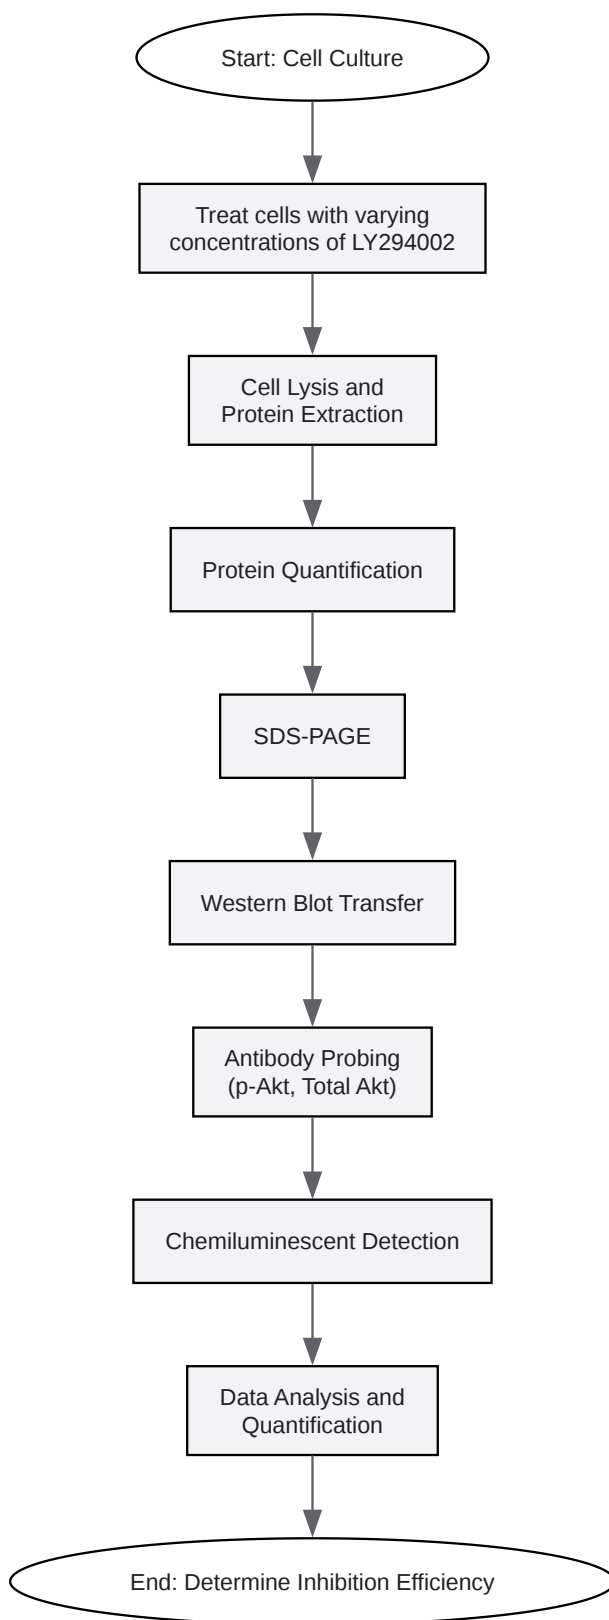 Start: Cell Culture
Treat cells with varying
concentrations of LY294002
Cell Lysis and
Protein Extraction
Protein Quantification
SDS-PAGE
Western Blot Transfer
Antibody Probing
(p-Akt, Total Akt)
Chemiluminescent Detection
Data Analysis and
Quantification
End: Determine Inhibition Efficiency